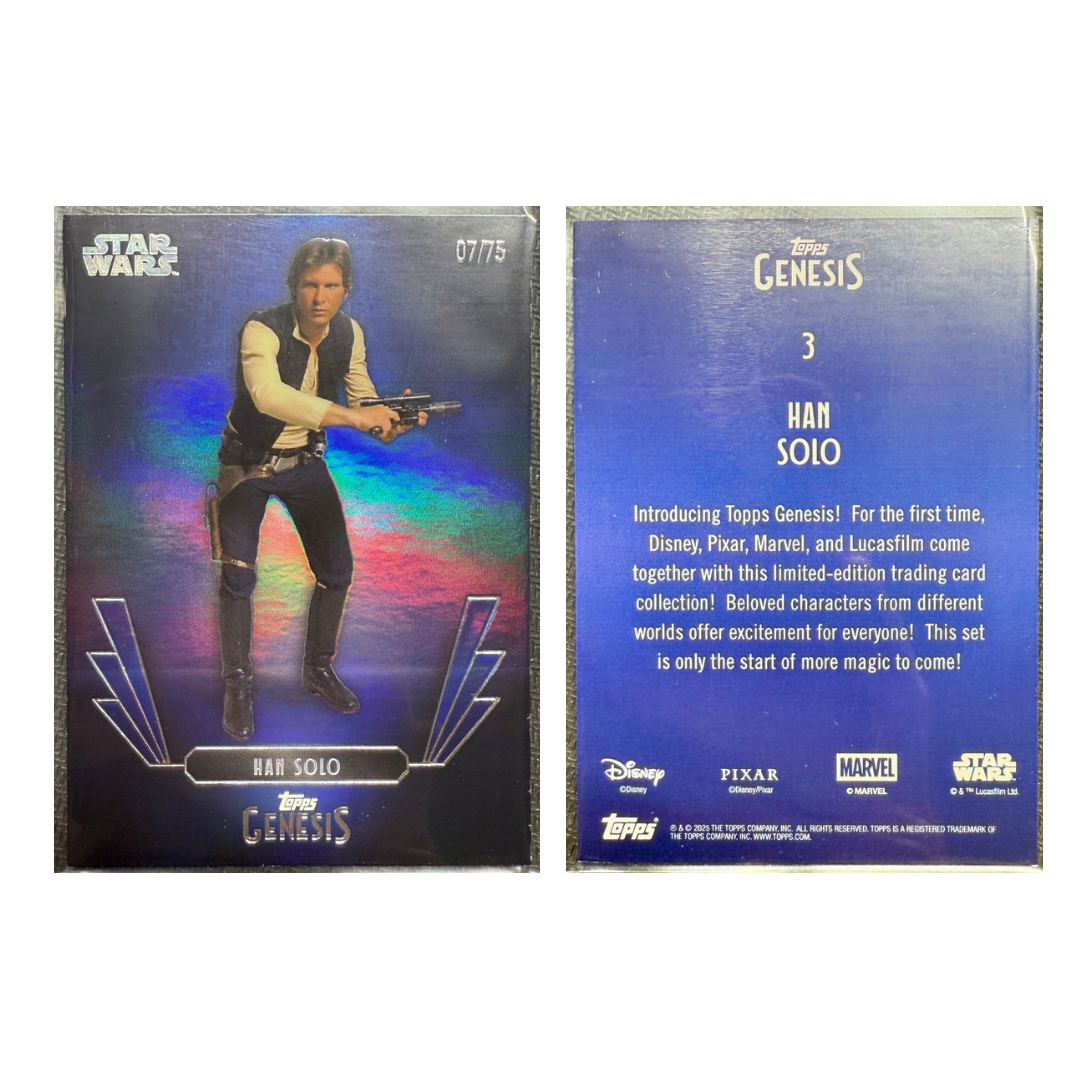 STAR
WARS™
07/75
HAN SOLO
topps
GENESIS
topps
GENESIS
3
HAN
SOLO
Introducing Topps Genesis! For the first time,
Disney, Pixar, Marvel, and Lucasfilm come
together with this limited-edition trading card
collection! Beloved characters from different
worlds offer excitement for everyone! This set
is only the start of more magic to come!
Disney
©Disney
PIXAR
©Disney/Pixar
MARVEL
© MARVEL
STAR
WARS
© & ™ Lucasfilm Ltd.
topps®
® & © 2025 THE TOPPS COMPANY, INC. ALL RIGHTS RESERVED. TOPPS IS A REGISTERED TRADEMARK OF
THE TOPPS COMPANY, INC. WWW.TOPPS.COM.